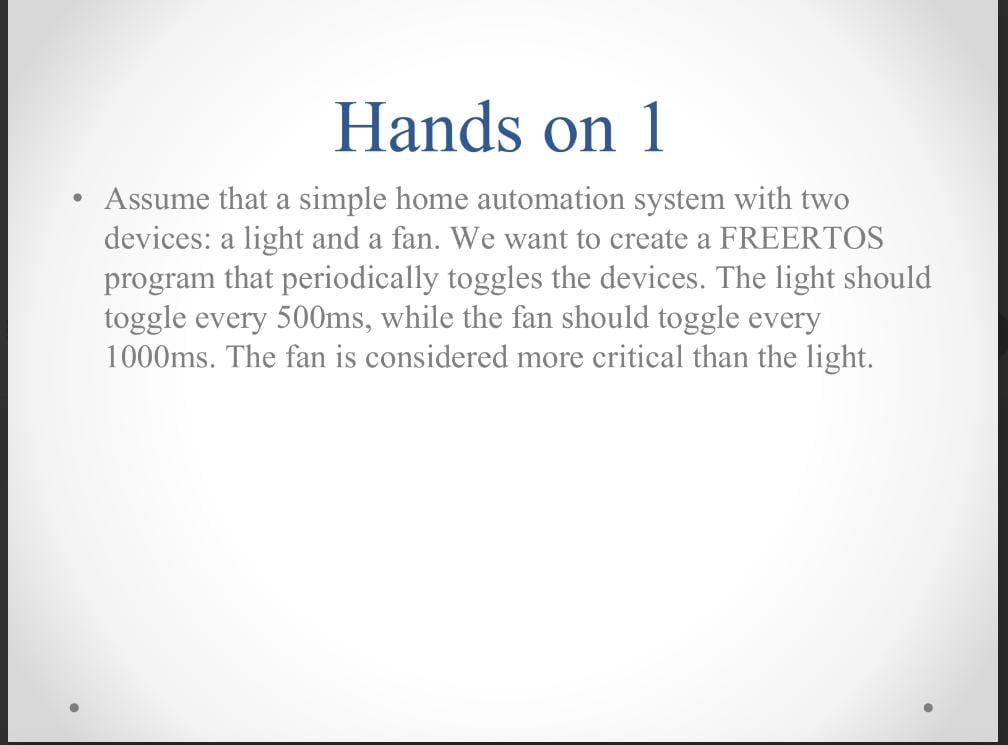 Hands on 1
• Assume that a simple home automation system with two
devices: a light and a fan. We want to create a FREERTOS
program that periodically toggles the devices. The light should
toggle every 500ms, while the fan should toggle every
1000ms. The fan is considered more critical than the light.